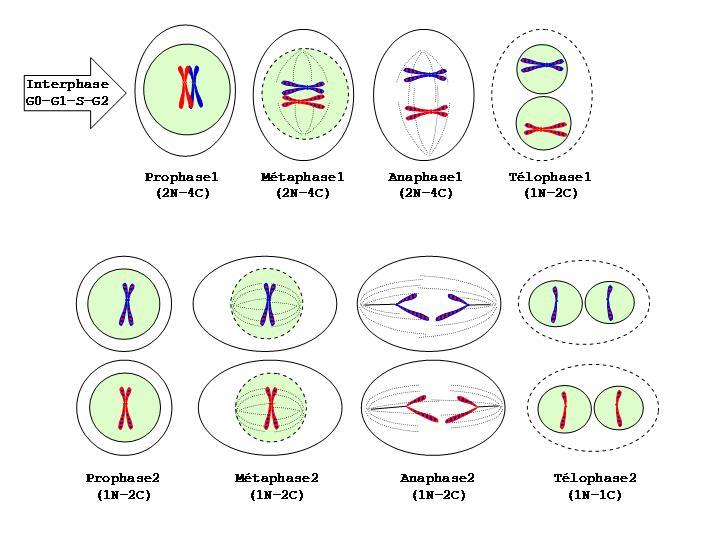 Interphase
G0-G1-S-G2
Prophase1
(2N-4C)
Métaphase1
(2N-4C)
Anaphase1
(2N-4C)
Télophase1
(1N-2C)
Prophase2
(1N-2C)
Métaphase2
(1N-2C)
Anaphase2
(1N-2C)
Télophase2
(1N-1C)